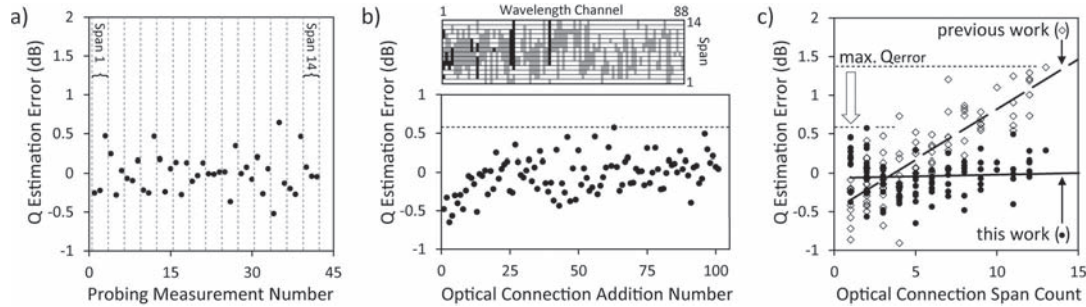 a)
Q Estimation Error (dB)
2
1.5
1
0.5
0
-0.5
-1
Span 1
Span 14
0
15
30
45
Probing Measurement Number
b)
Wavelength Channel
1
88
14
Span
1
Q Estimation Error (dB)
1
0.5
0
-0.5
-1
0
25
50
75
100
Optical Connection Addition Number
c)
Q Estimation Error (dB)
2
1.5
1
0.5
0
-0.5
-1
previous work (◇)
max. Qerror
this work (•)
0
5
10
15
Optical Connection Span Count